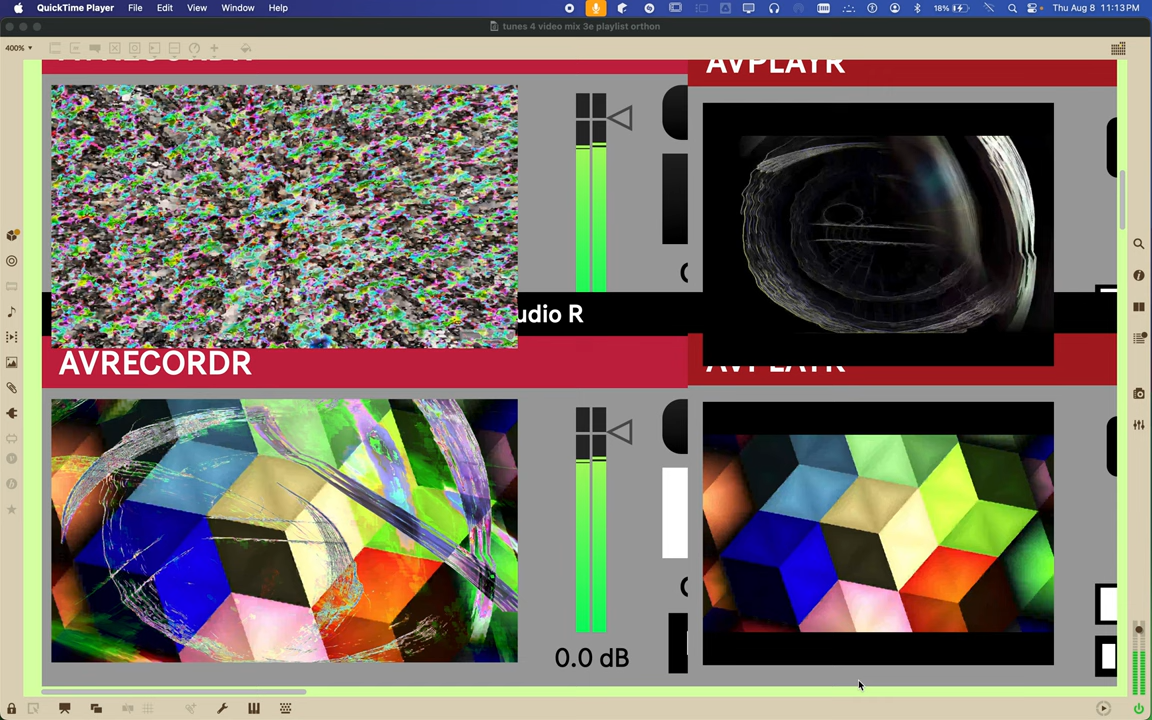 QuickTime Player File Edit View Window Help 18% Thu Aug 8 11:13 PM
tunes 4 video mix 3e playlist orthon
400%
AVPLAYR
udio R
AVRECORDR
AVPLAYR
0.0 dB